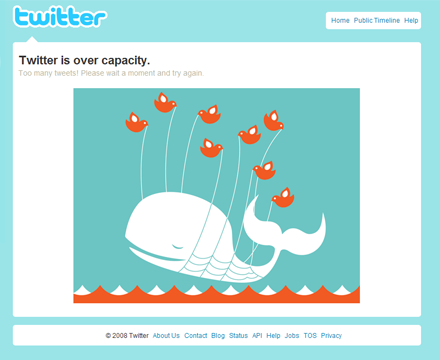 twitter
Home Public Timeline Help
Twitter is over capacity.
Too many tweets! Please wait a moment and try again
© 2008 Twitter About Us Contact Blog Status API Help Jobs TOS Privacy